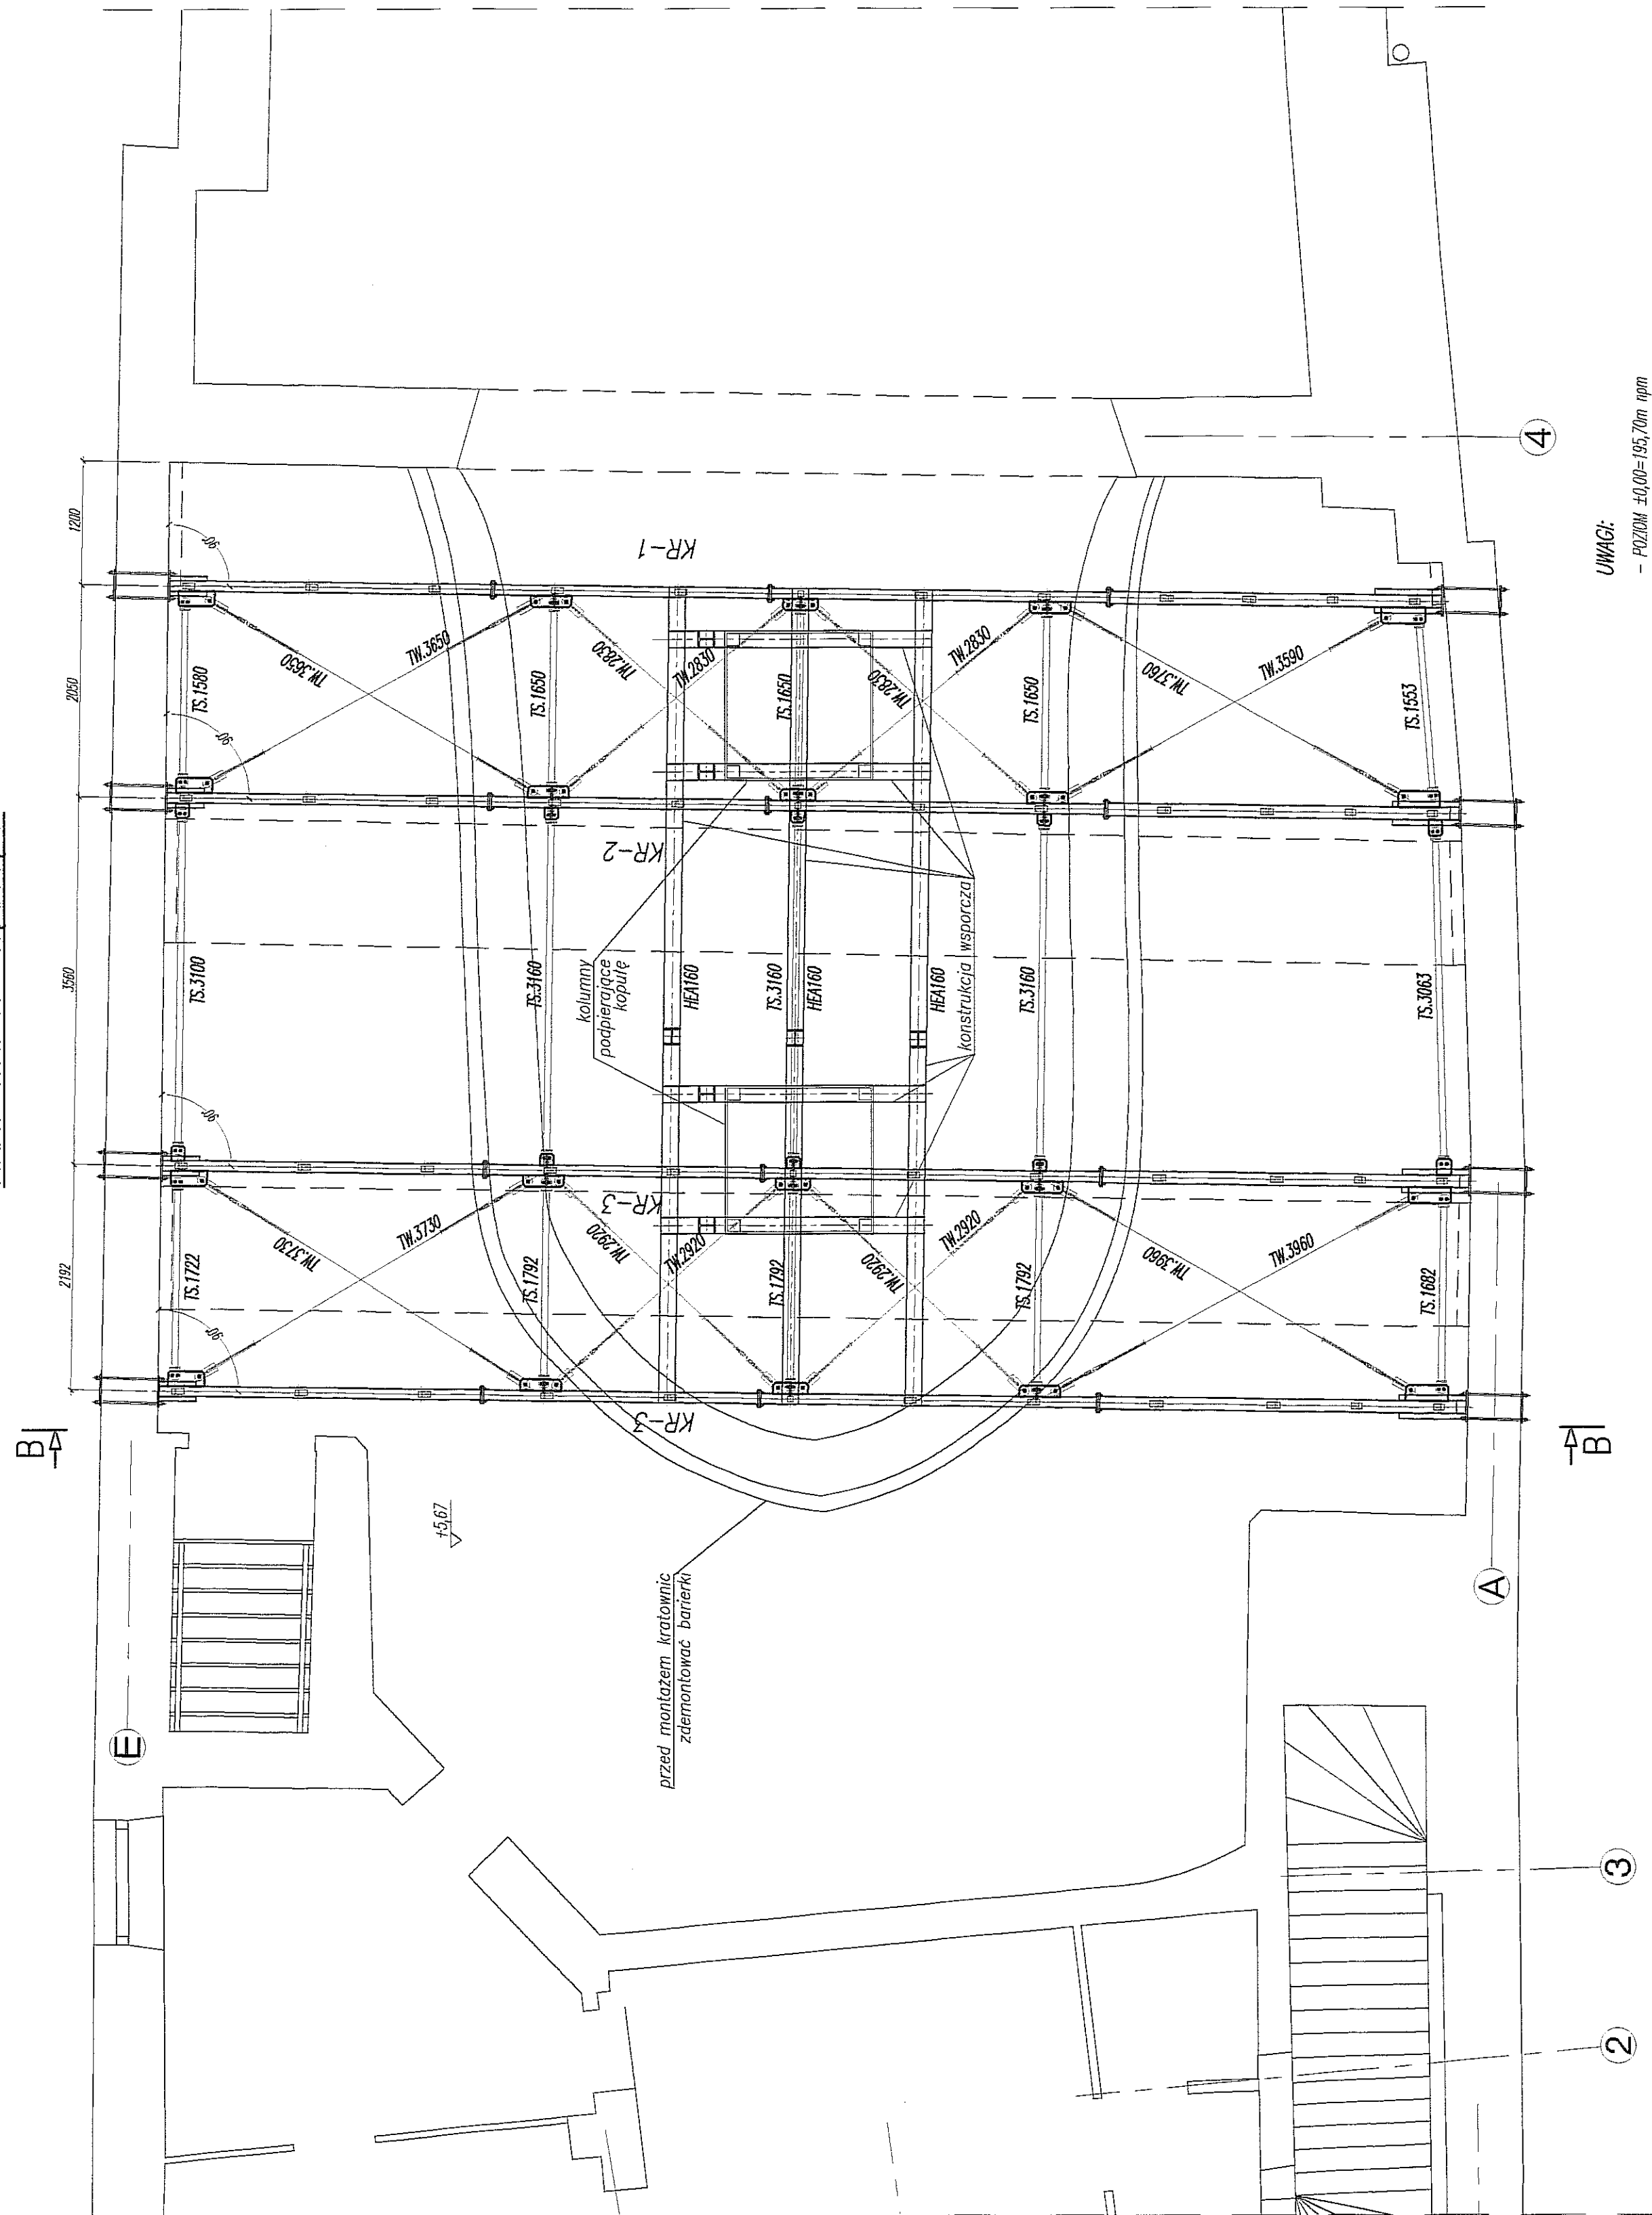 1200
2050
3560
2192
90
90
90
90
KR-1
KR-2
KR-3
KR-3
TS.1580
TW.3650
TW.3650
TS.1650
TW.2830
TW.2830
TS.1650
TW.2830
TW.2830
TS.1650
TW.3760
TW.3590
TS.1553
TS.3100
TS.3160
kolumny
podpierające
kopułę
HEA160
TS.3160
HEA160
HEA160
konstrukcja wsporcza
TS.3160
TS.3063
TS.1722
TW.3730
TW.3730
TS.1792
TW.2920
TW.2920
TS.1792
TW.2920
TW.2920
TS.1792
TW.3960
TW.3960
TS.1682
B
B
+5,67
przed montażem kratownic
zdemontować barierki
E
A
4
3
2
UWAGI:
- POZIOM ±0,00=195,70m npm